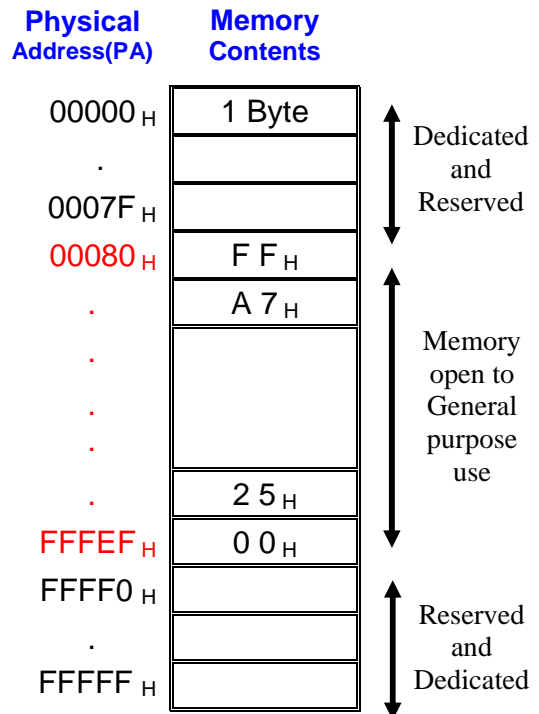 Physical Memory
Address(PA) Contents
00000 H 1 Byte
.
0007F H
Dedicated
and
Reserved
00080 H F F H
. A 7 H
.
.
.
. 2 5 H
FFFEF H 0 0 H
Memory
open to
General
purpose
use
FFFF0 H
.
FFFFF H
Reserved
and
Dedicated